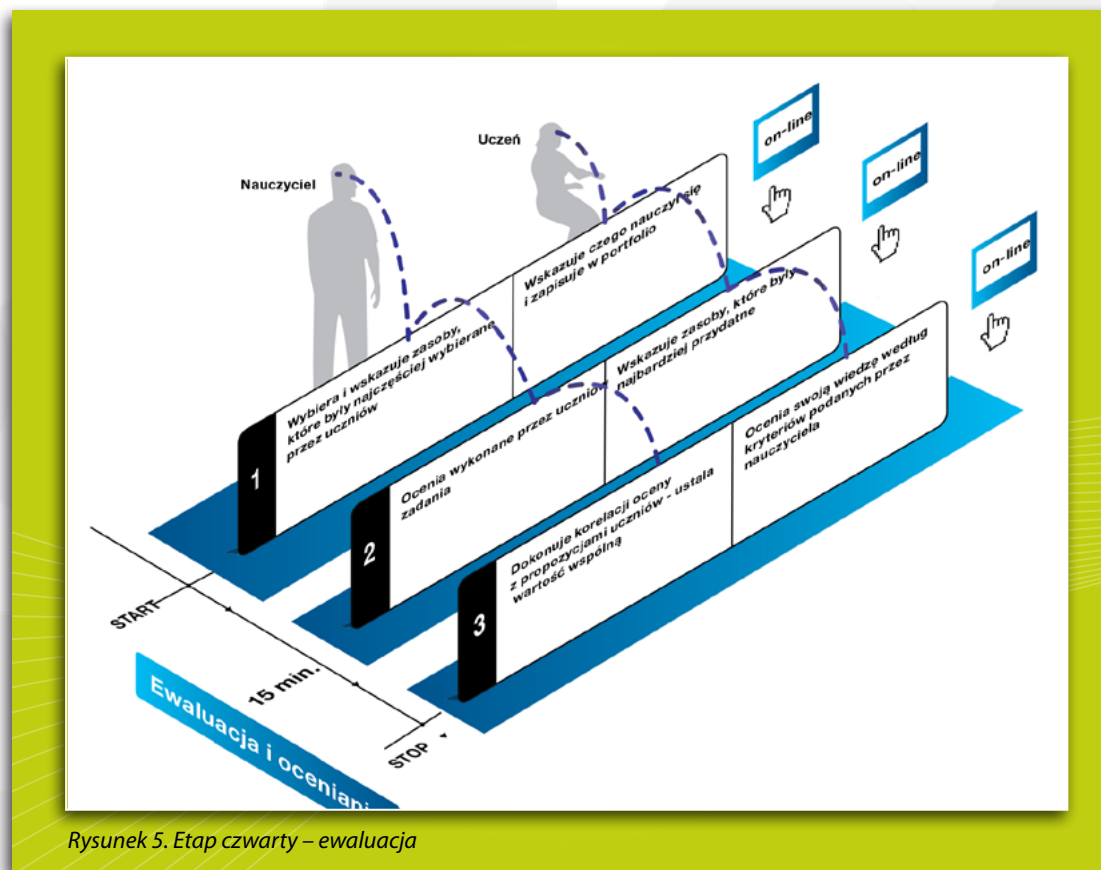 Nauczyciel
Uczeń
on-line
on-line
on-line
1
Wybiera i wskazuje zasoby,
które były najczęściej wybierane
przez uczniów
Wskazuje czego nauczył się
i zapisuje w portfolio
2
Ocenia wykonane przez uczniów
zadania
Wskazuje zasoby, które były
najbardziej przydatne
3
Dokonuje korelacji oceny
z propozycjami uczniów - ustala
wartość wspólną
Ocenia swoją wiedzę według
kryteriów podanych przez
nauczyciela
START
15 min.
STOP
Ewaluacja i oceniani
Rysunek 5. Etap czwarty – ewaluacja